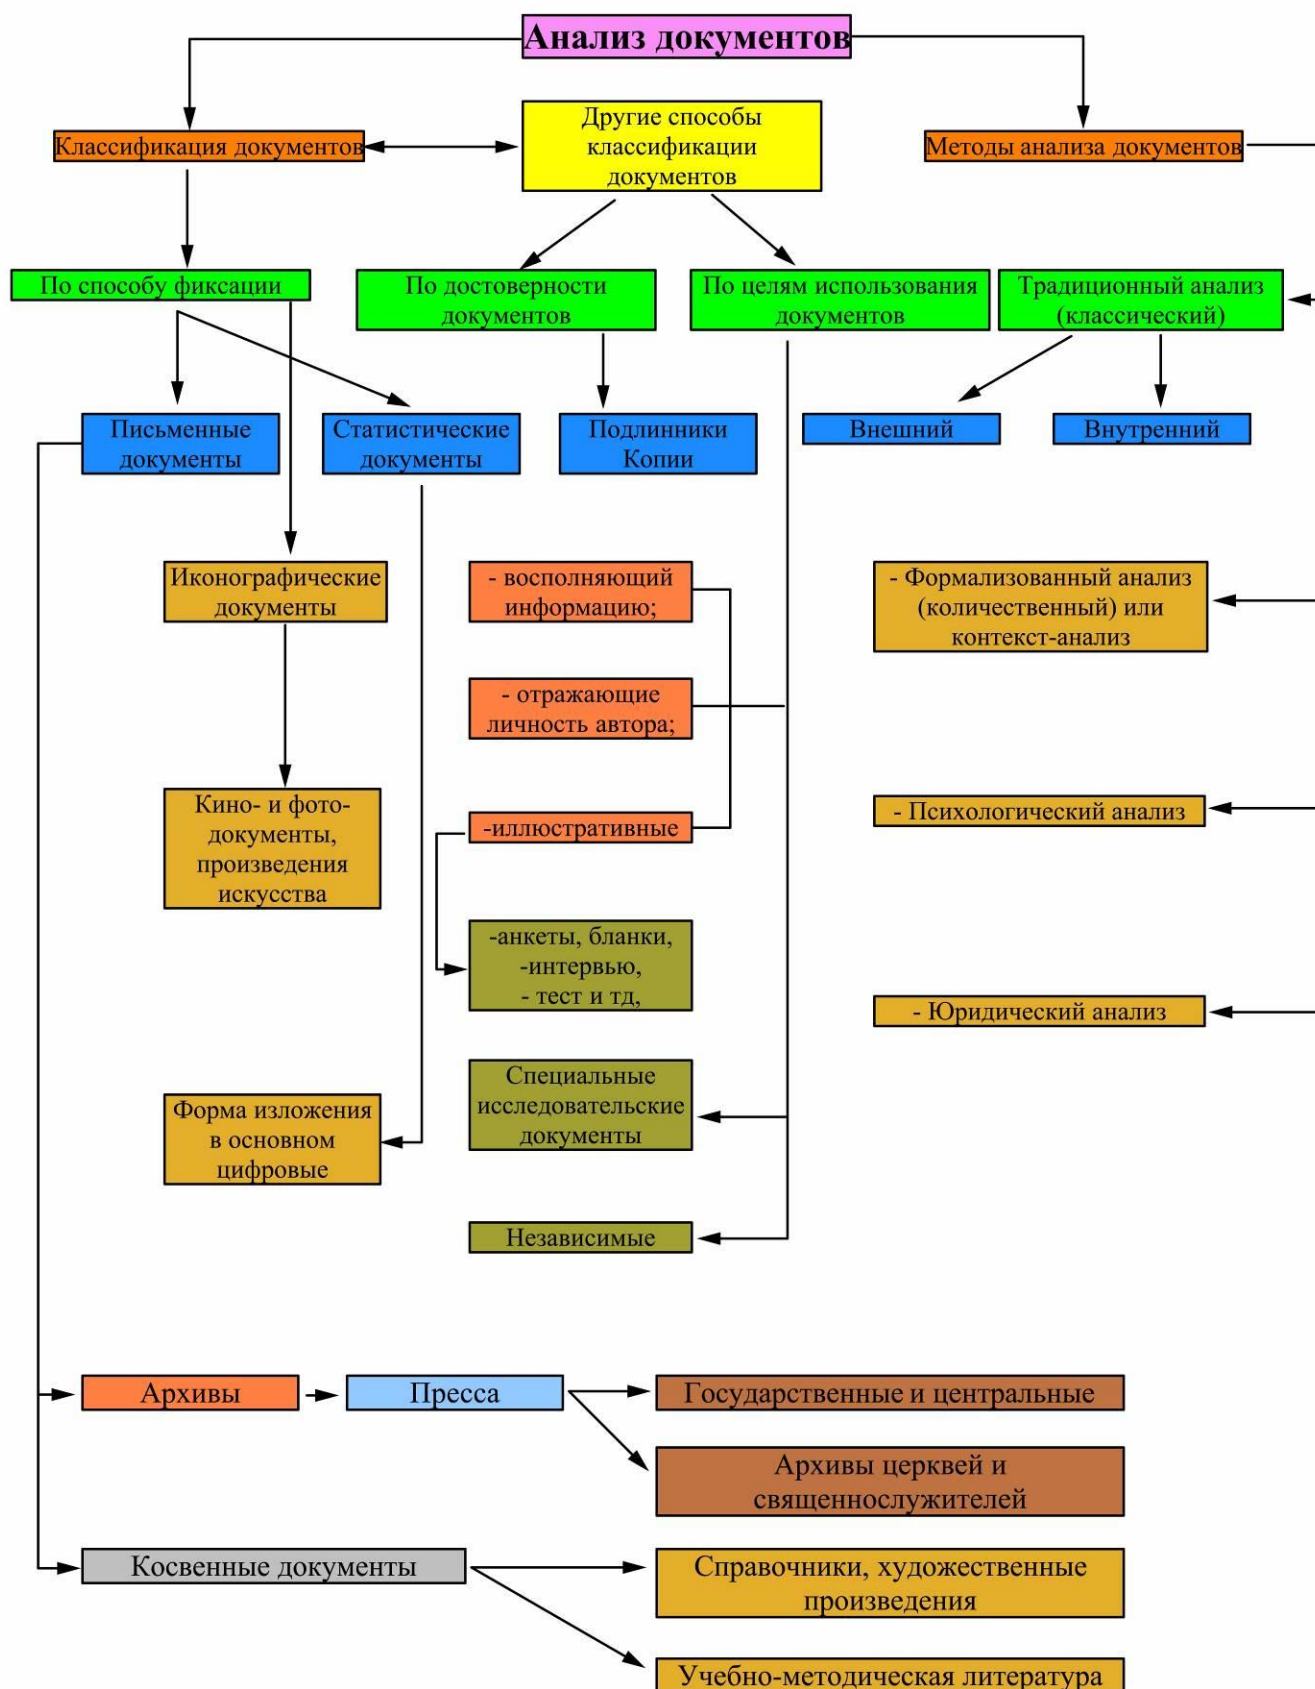 Анализ документов
Другие способы
классификации
документов
Классификация документов
Методы анализа документов
По способу фиксации
По достоверности
документов
По целям использования
документов
Традиционный анализ
(классический)
Письменные
документы
Статистические
документы
Подлинники
Копии
Внешний
Внутренний
Иконографические
документы
- восполняющий
информацию;
- Формализованный анализ
(количественный) или
контекст-анализ
- отражающие
личность автора;
Кино- и фото-
документы,
произведения
искусства
-иллюстративные
- Психологический анализ
-анкеты, бланки,
-интервью,
- тест и тд,
- Юридический анализ
Специальные
исследовательские
документы
Форма изложения
в основном
цифровые
Независимые
Архивы
Пресса
Государственные и центральные
Архивы церквей и
священнослужителей
Косвенные документы
Справочники, художественные
произведения
Учебно-методическая литература